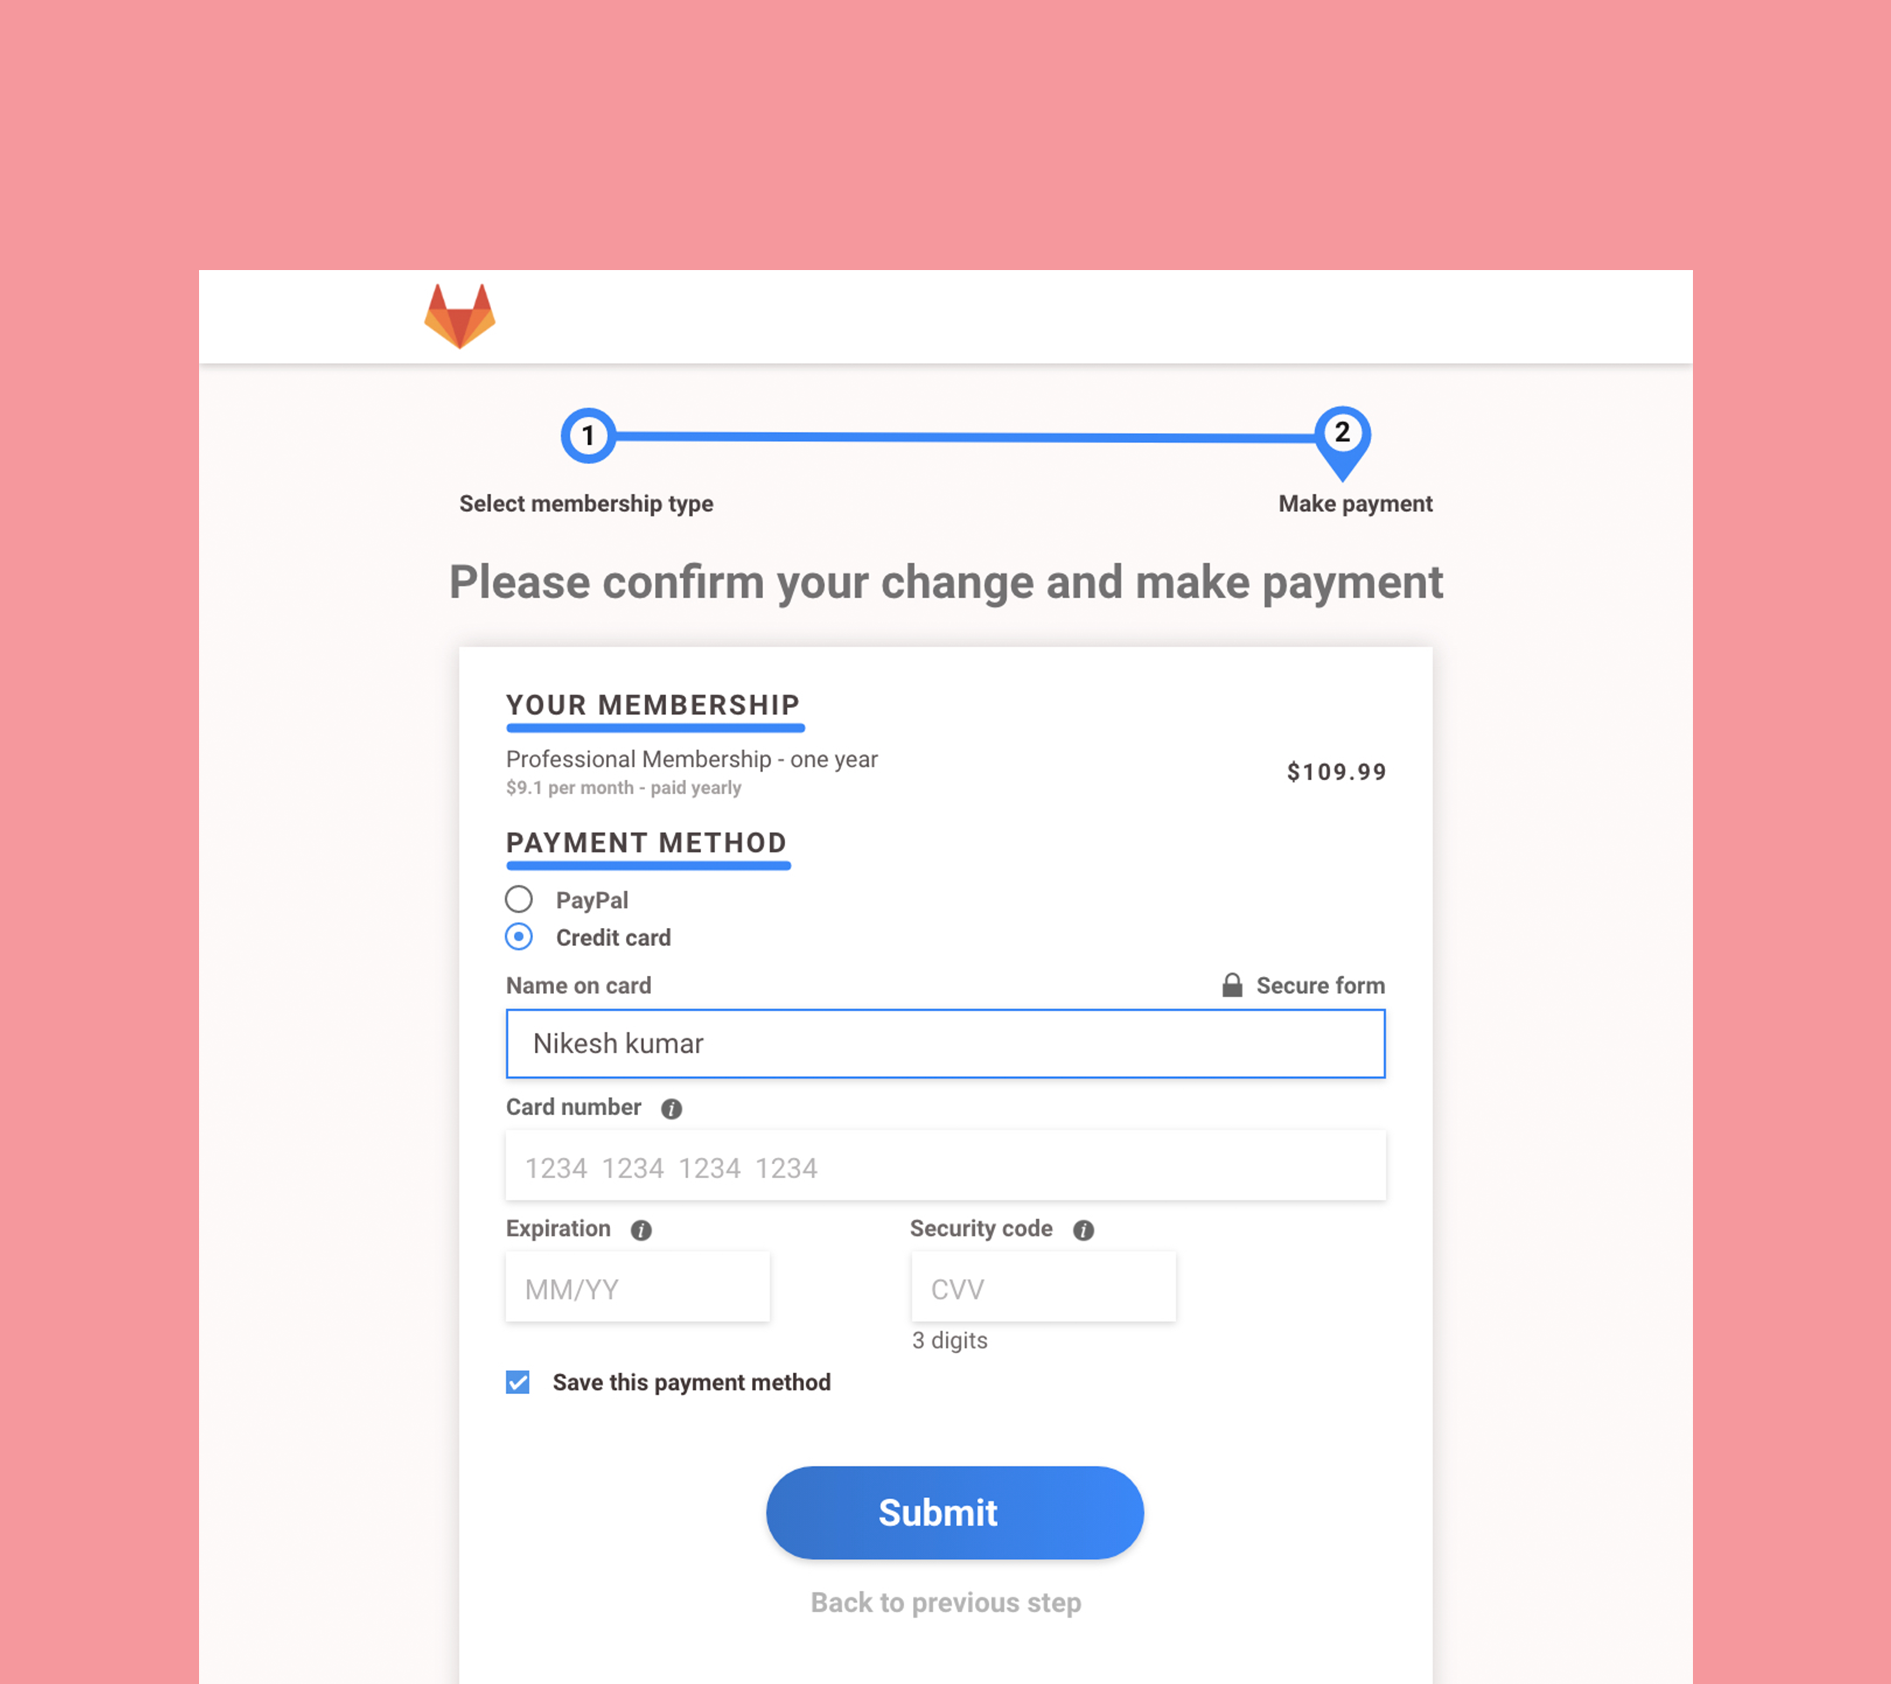 1
2
Select membership type
Make payment
Please confirm your change and make payment
YOUR MEMBERSHIP
Professional Membership - one year
$9.1 per month - paid yearly
$109.99
PAYMENT METHOD
PayPal
Credit card
Name on card
Secure form
Nikesh kumar
Card number
1234 1234 1234 1234
Expiration
Security code
MM/YY
CVV
3 digits
Save this payment method
Submit
Back to previous step